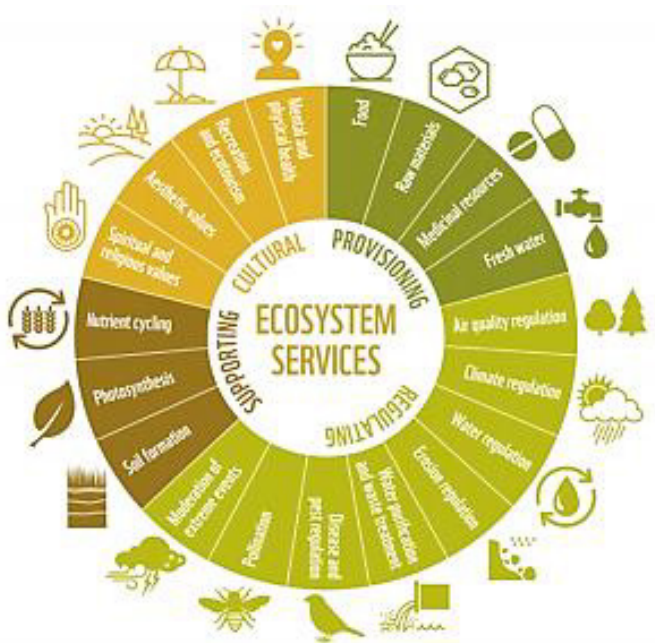 ECOSYSTEM
SERVICES
PROVISIONING
Food
Raw materials
Medicinal resources
Fresh water
REGULATING
Air quality regulation
Climate regulation
Water regulation
Erosion regulation
Water purification
and waste treatment
Disease and
pest regulation
Pollination
Moderation of
extreme events
SUPPORTING
Soil formation
Photosynthesis
Nutrient cycling
CULTURAL
Spiritual and
religious values
Aesthetic values
Recreation
and ecotourism
Mental and
physical health